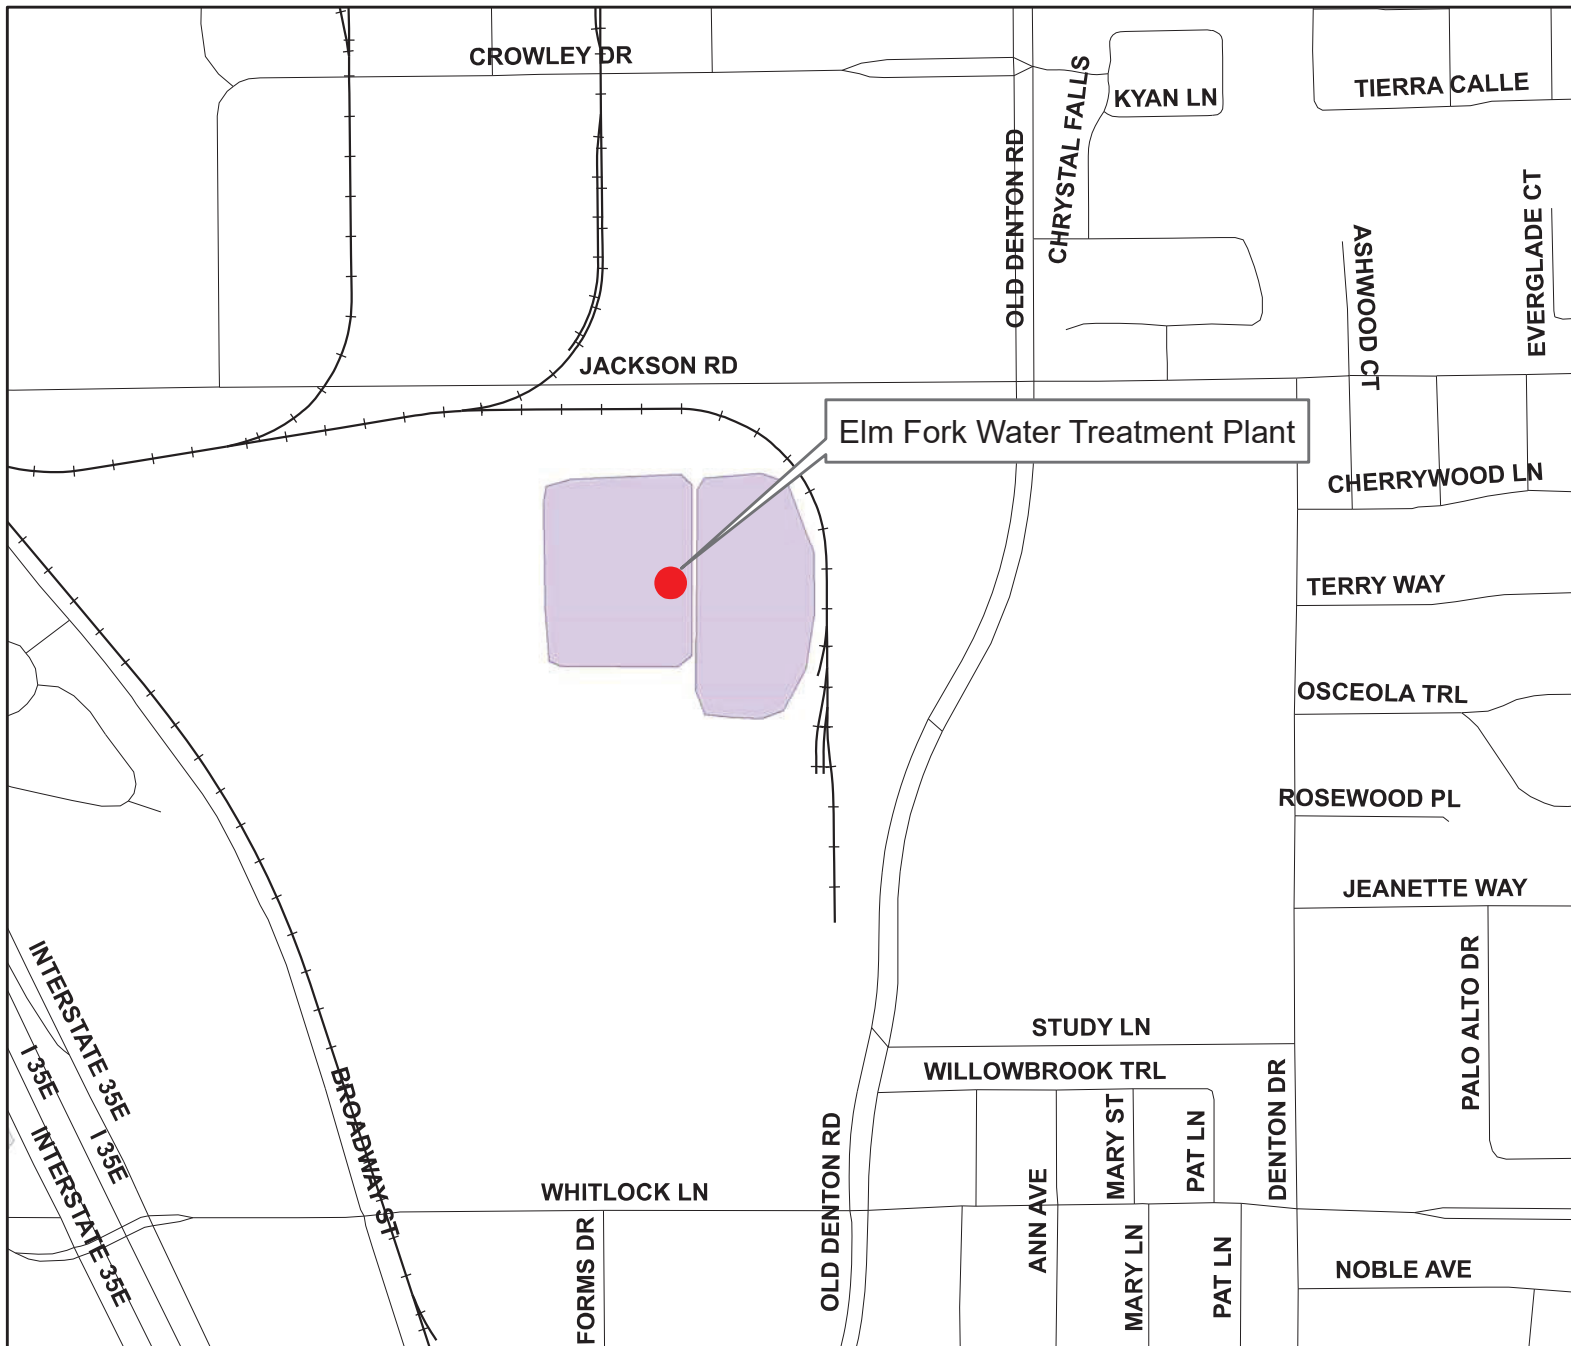 CROWLEY DR
KYAN LN
TIERRA CALLE
CHRYSTAL FALLS
OLD DENTON RD
EVERGLADE CT
ASHWOOD CT
JACKSON RD
Elm Fork Water Treatment Plant
CHERRYWOOD LN
TERRY WAY
OSCEOLA TRL
ROSEWOOD PL
JEANETTE WAY
PALO ALTO DR
INTERSTATE 35E
STUDY LN
I 35E
WILLOWBROOK TRL
BROADWAY ST
DENTON DR
MARY ST
PAT LN
I 35E
INTERSTATE 35E
OLD DENTON RD
WHITLOCK LN
ANN AVE
FORMS DR
MARY LN
PAT LN
NOBLE AVE